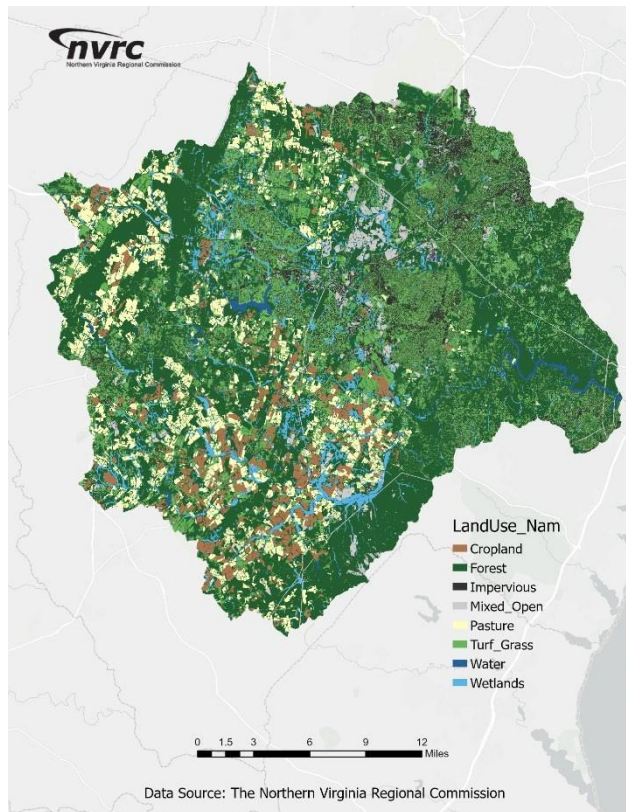 nvrc
Northern Virginia Regional Commission
LandUse_Nam
Cropland
Forest
Impervious
Mixed_Open
Pasture
Turf_Grass
Water
Wetlands
0 1.5 3 6 9 12
Miles
Data Source: The Northern Virginia Regional Commission